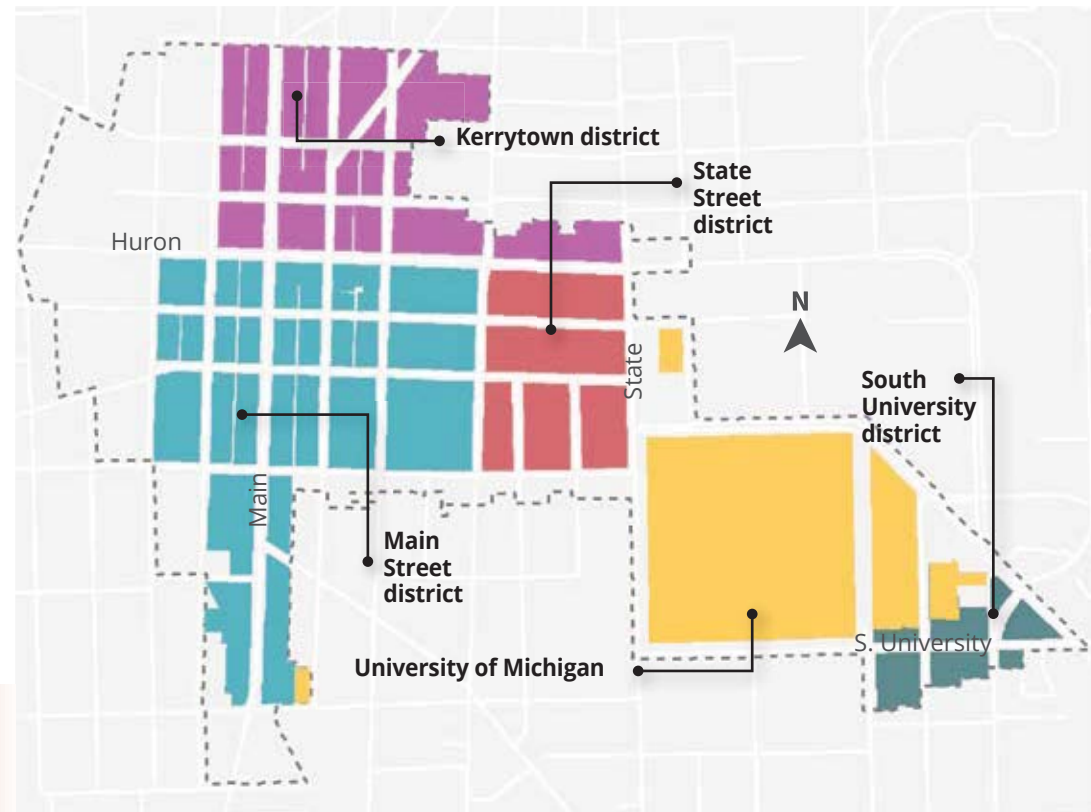 Kerrytown district
State
Street
district
Huron
N
State
South
University
district
Main
Main
Street
district
S. University
University of Michigan